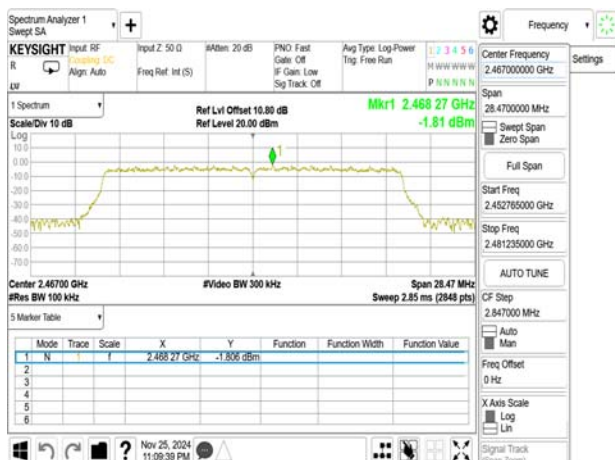 Spectrum Analyzer 1
Swept SA
Frequency
KEYSIGHT Input: RF Input Z: 50 Ω #Atten: 20 dB PNO: Fast Avg Type: Log-Power 1 2 3 4 5 6
R Coupling: DC Gate: Off Trig: Free Run M W W W W W
Align: Auto Freq Ref: Int (S) IF Gain: Low
Sig Track: Off P N N N N N
1 Spectrum
Scale/Div 10 dB
Ref Lvl Offset 10.80 dB
Ref Level 20.00 dBm
Mkr1 2.468 27 GHz
-1.81 dBm
Log
10.0
0.00
-10.0
-20.0
-30.0
-40.0
-50.0
-60.0
-70.0
1
Center 2.46700 GHz #Video BW 300 kHz Span 28.47 MHz
#Res BW 100 kHz Sweep 2.85 ms (2848 pts)
5 Marker Table
Mode Trace Scale X Y Function Function Width Function Value
1 N 1 f 2.468 27 GHz -1.806 dBm
2
3
4
5
6
Nov 25, 2024
11:09:39 PM
Center Frequency
2.467000000 GHz
Settings
Span
28.4700000 MHz
Swept Span
Zero Span
Full Span
Start Freq
2.452765000 GHz
Stop Freq
2.481235000 GHz
AUTO TUNE
CF Step
2.847000 MHz
Auto
Man
Freq Offset
0 Hz
X Axis Scale
Log
Lin
Signal Track